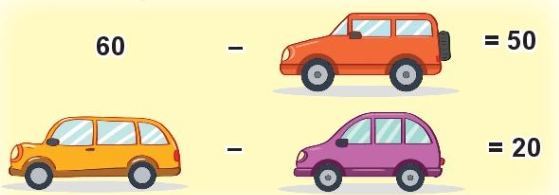 60 – = 50
– = 20